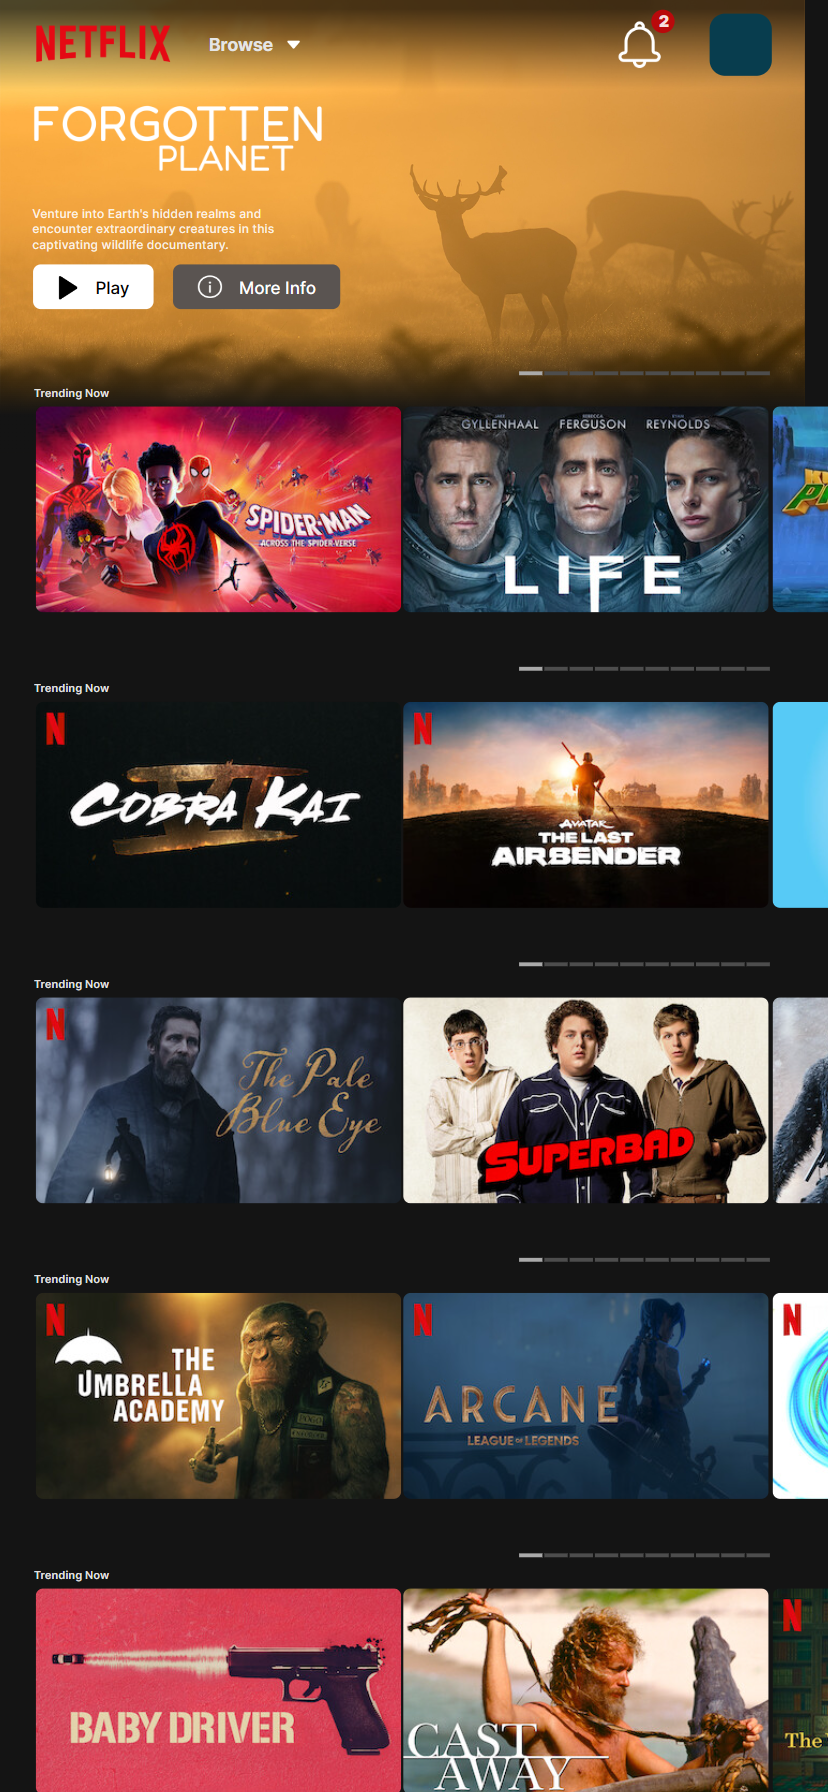 NETFLIX
Browse
2
FORGOTTEN
PLANET
Venture into Earth's hidden realms and
encounter extraordinary creatures in this
captivating wildlife documentary.
Play
More Info
Trending Now
SPIDER-MAN
ACROSS THE SPIDER-VERSE
GYLLENHAAL
REBECCA
FERGUSON
RYAN
REYNOLDS
LIFE
Trending Now
N
COBRA KAI
VI
N
AVATAR
THE LAST
AIRBENDER
Trending Now
N
The Pale
Blue Eye
SUPERBAD
Trending Now
N
THE
UMBRELLA
ACADEMY
N
ARCANE
LEAGUE OF LEGENDS
N
Trending Now
BABY DRIVER
CAST
AWAY
N
The